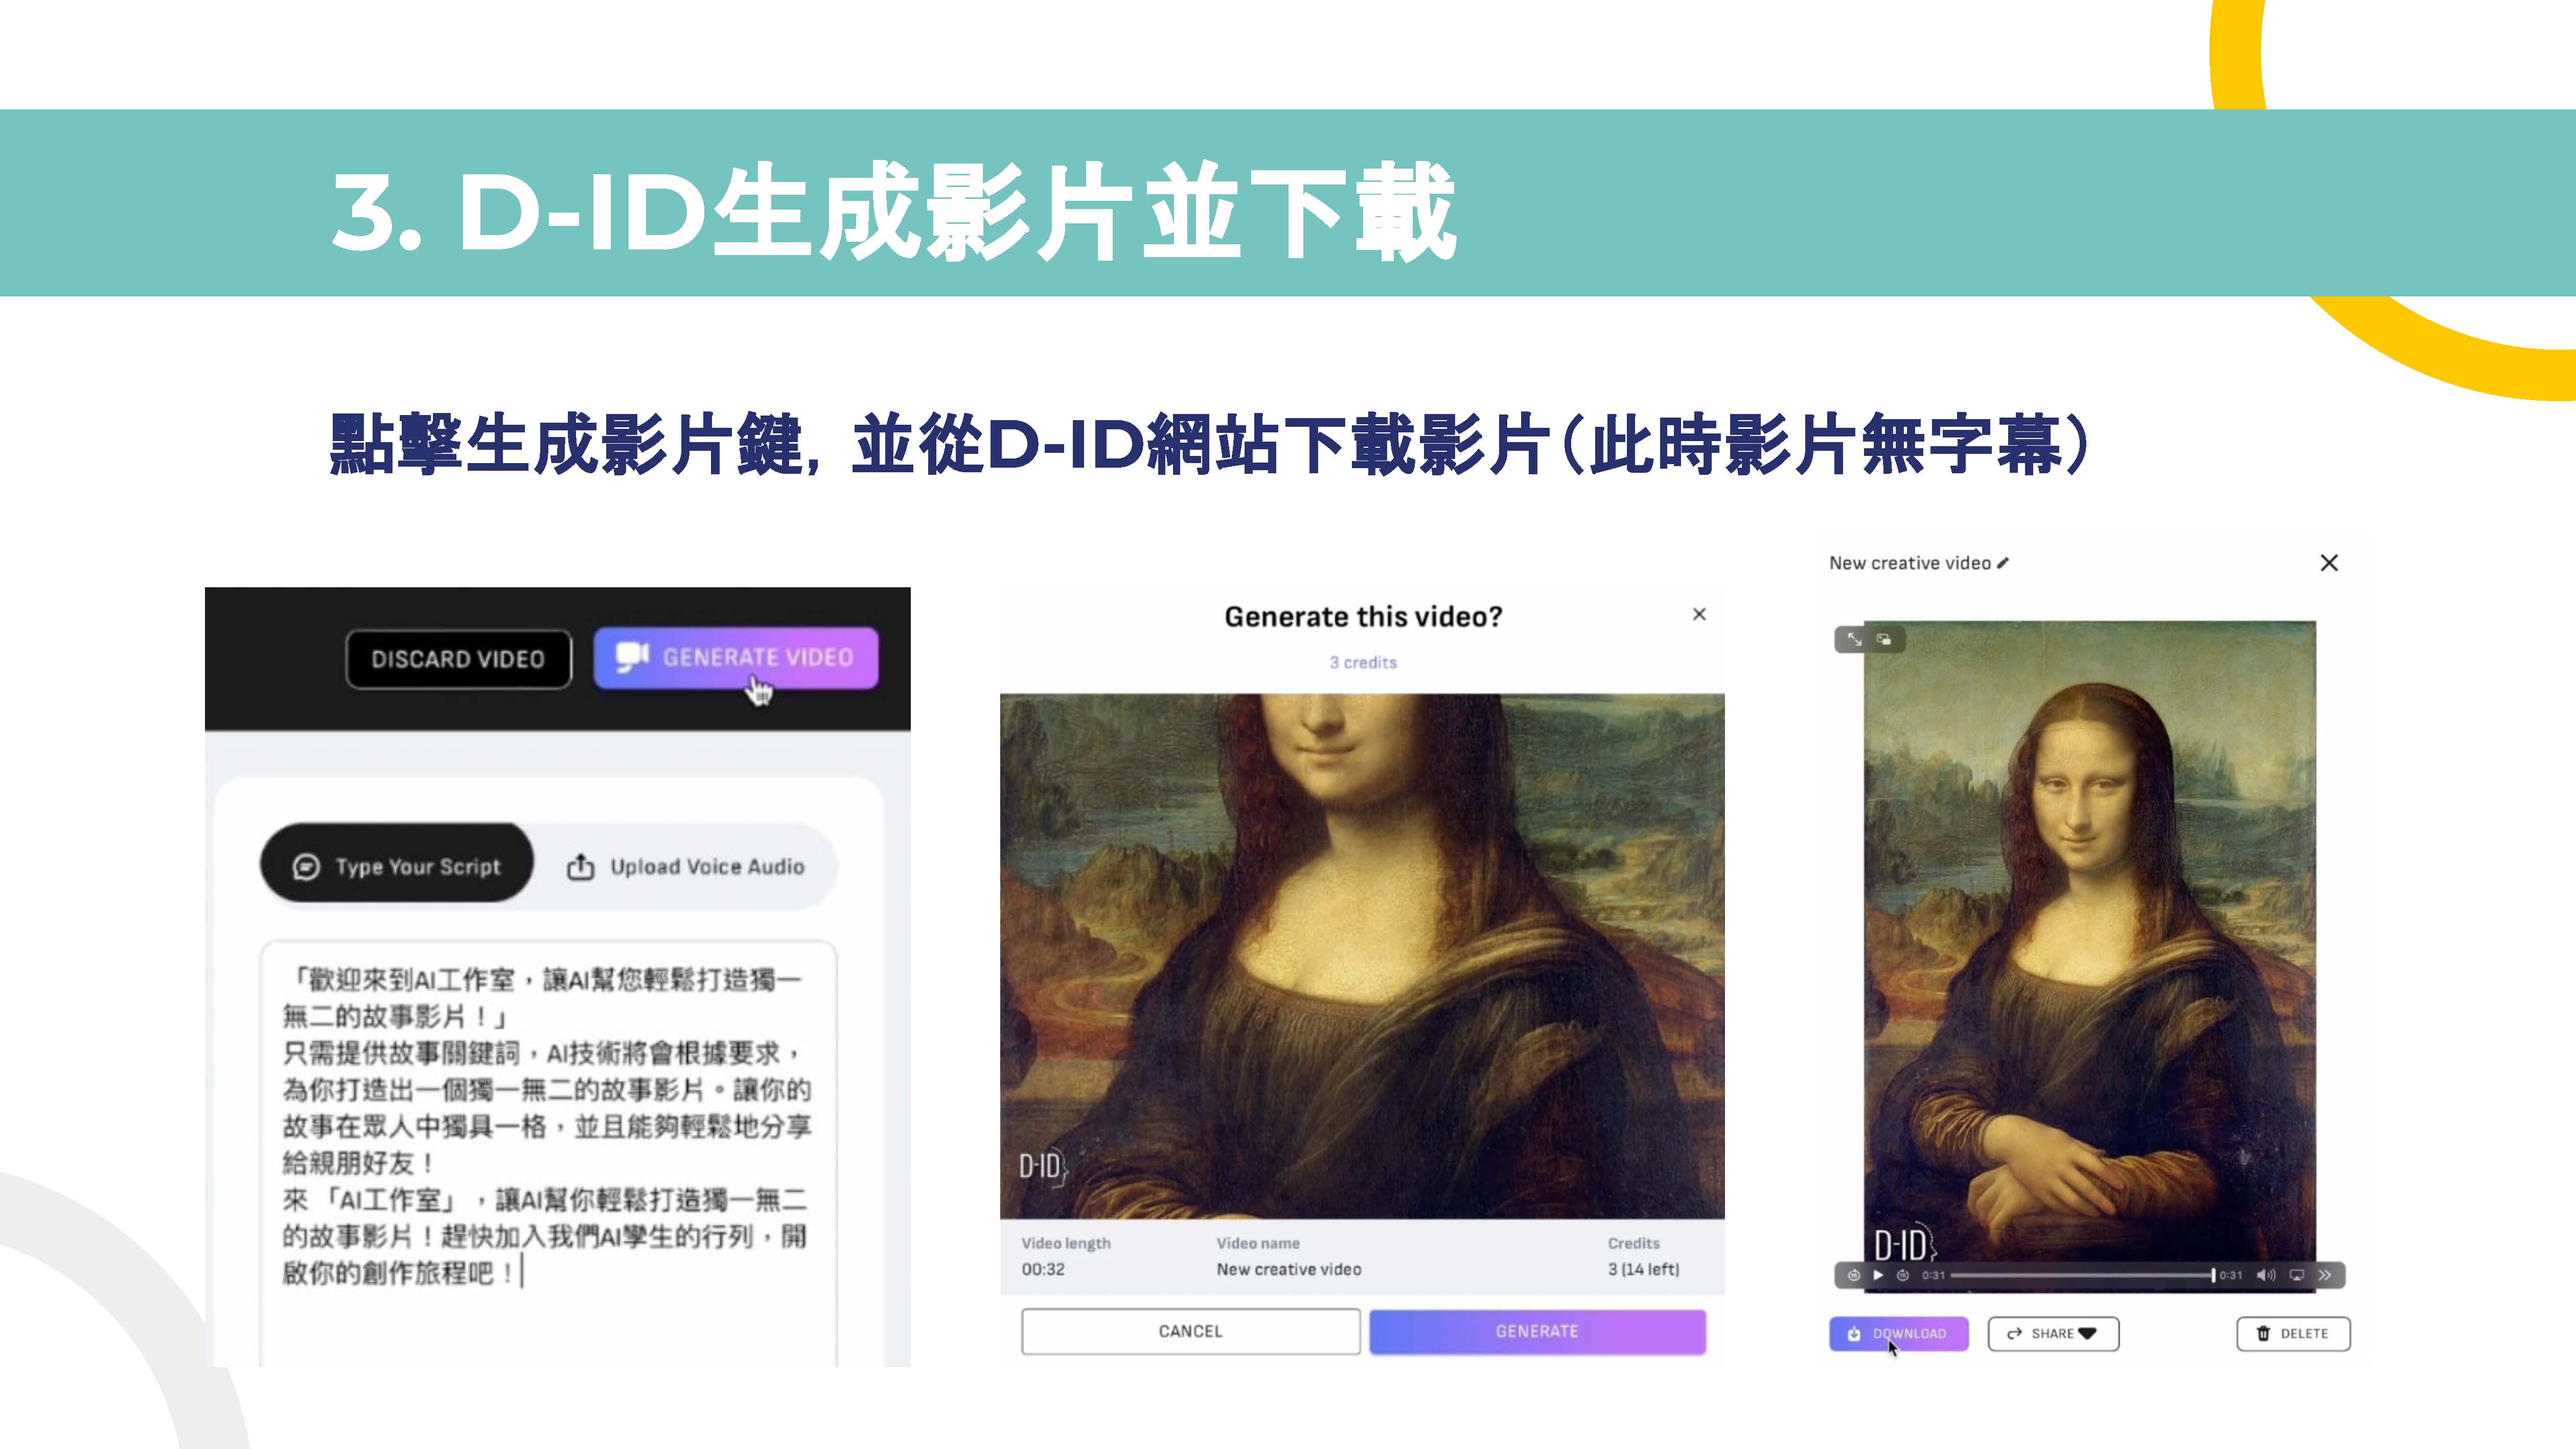 3. D-ID生成影片並下載
點擊生成影片鍵，並從D-ID網站下載影片（此時影片無字幕）
DISCARD VIDEO
GENERATE VIDEO
Type Your Script
Upload Voice Audio
「歡迎來到AI工作室，讓AI幫您輕鬆打造獨一
無二的故事影片！」
只需提供故事關鍵詞，AI技術將會根據要求，
為你打造出一個獨一無二的故事影片。讓你的
故事在眾人中獨具一格，並且能夠輕鬆地分享
給親朋好友！
來「AI工作室」，讓AI幫你輕鬆打造獨一無二
的故事影片！趕快加入我們AI孿生的行列，開
啟你的創作旅程吧！
Generate this video?
3 credits
D-ID
Video length
Video name
Credits
00:32
New creative video
3 (14 left)
CANCEL
GENERATE
New creative video
D-ID
0:31
0:31
DOWNLOAD
SHARE
DELETE